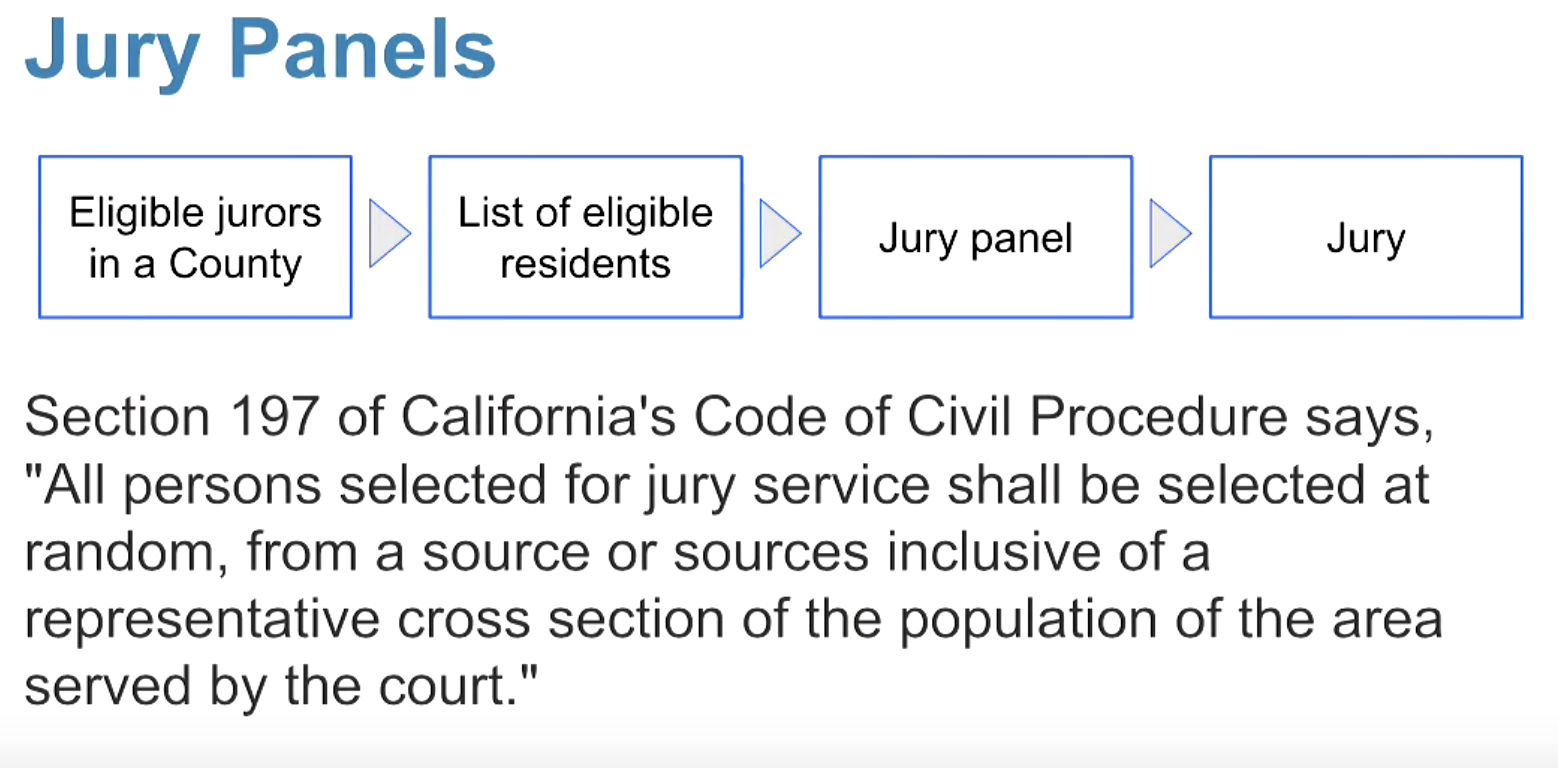 Jury Panels
Eligible jurors
in a County
List of eligible
residents
Jury panel
Jury
Section 197 of California's Code of Civil Procedure says,
"All persons selected for jury service shall be selected at
random, from a source or sources inclusive of a
representative cross section of the population of the area
served by the court."